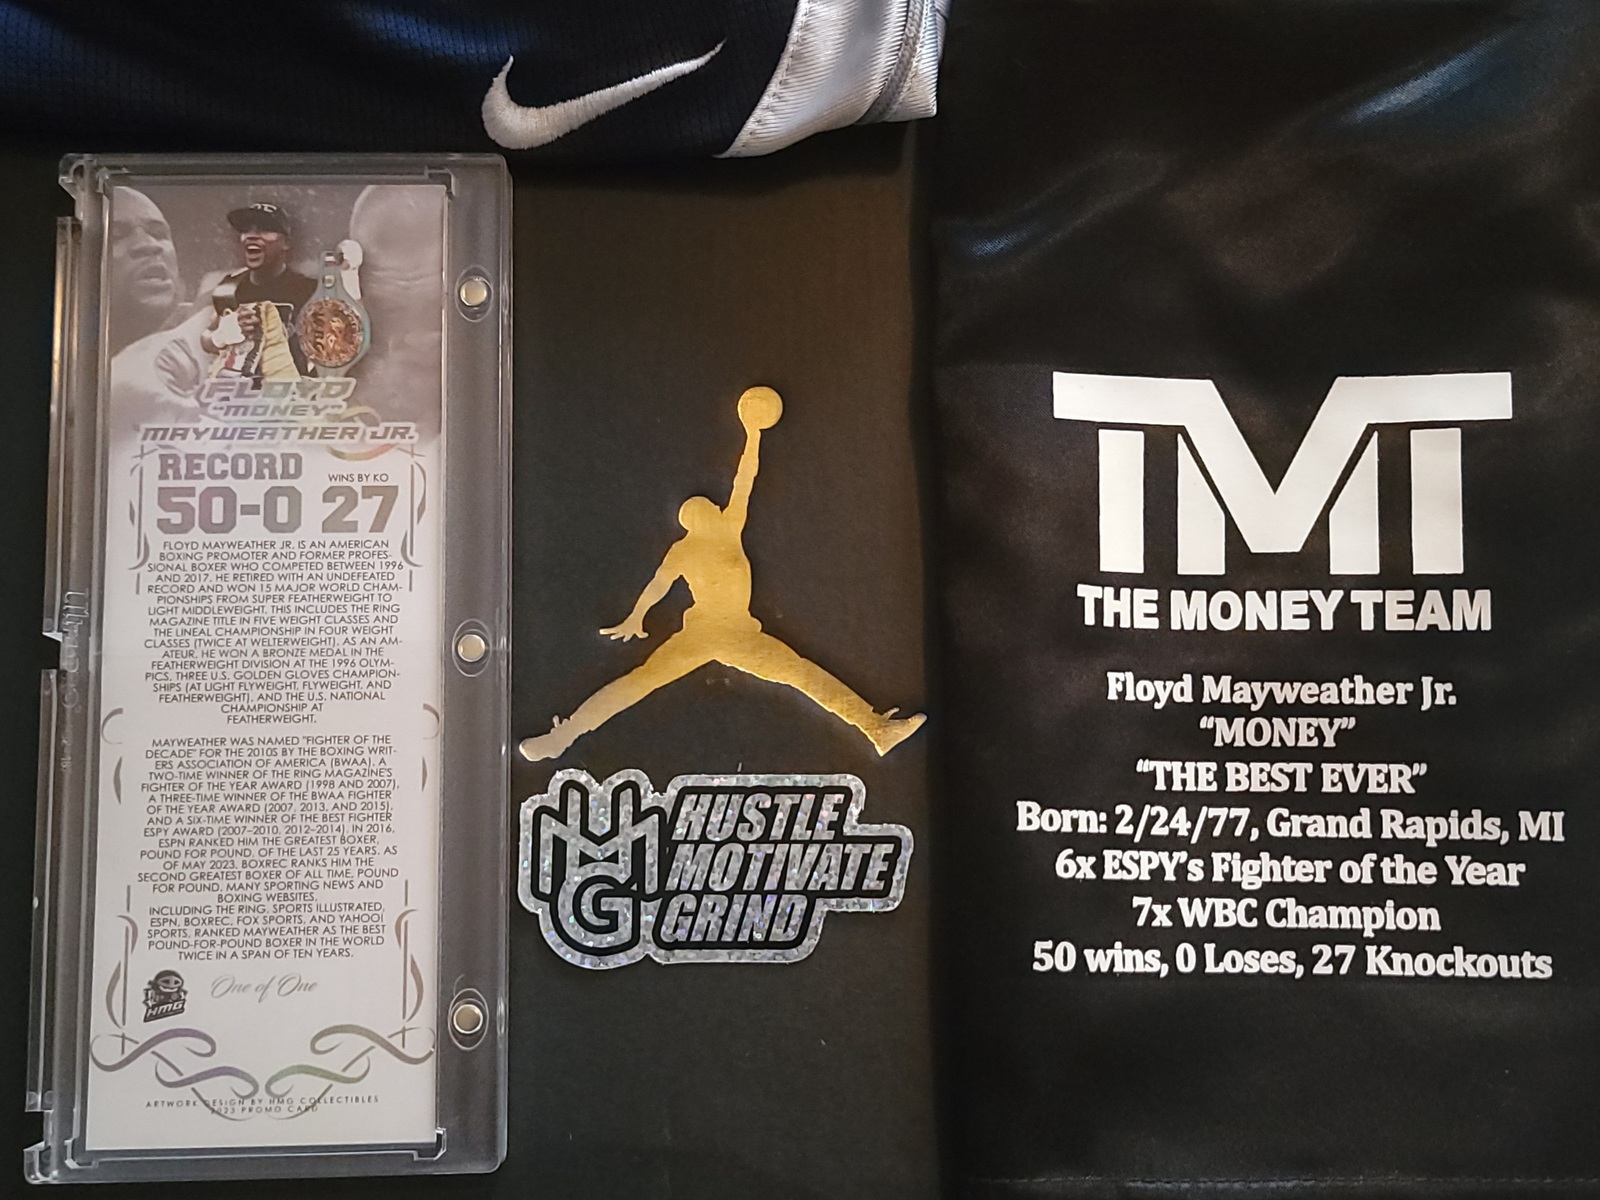 FLOYD
"MONEY"
MAYWEATHER JR.
RECORD
WINS BY KO
50-0 27
FLOYD MAYWEATHER JR. IS AN AMERICAN
BOXING PROMOTER AND FORMER PROFES-
SIONAL BOXER WHO COMPETED BETWEEN 1996
AND 2017. HE RETIRED WITH AN UNDEFEATED
RECORD AND WON 15 MAJOR WORLD CHAM-
PIONSHIPS FROM SUPER FEATHERWEIGHT TO
LIGHT MIDDLEWEIGHT. THIS INCLUDES THE RING
MAGAZINE TITLE IN FIVE WEIGHT CLASSES AND
THE LINEAL CHAMPIONSHIP IN FOUR WEIGHT
CLASSES (TWICE AT WELTERWEIGHT). AS AN AM-
ATEUR, HE WON A BRONZE MEDAL IN THE
FEATHERWEIGHT DIVISION AT THE 1996 OLYM-
PICS, THREE U.S. GOLDEN GLOVES CHAMPION-
SHIPS (AT LIGHT FLYWEIGHT, FLYWEIGHT, AND
FEATHERWEIGHT), AND THE U.S. NATIONAL
CHAMPIONSHIP AT
FEATHERWEIGHT.
MAYWEATHER WAS NAMED "FIGHTER OF THE
DECADE" FOR THE 2010S BY THE BOXING WRIT-
ERS ASSOCIATION OF AMERICA (BWAA), A
TWO-TIME WINNER OF THE RING MAGAZINE'S
FIGHTER OF THE YEAR AWARD (1998 AND 2007),
A THREE-TIME WINNER OF THE BWAA FIGHTER
OF THE YEAR AWARD (2007, 2013, AND 2015),
AND A SIX-TIME WINNER OF THE BEST FIGHTER
ESPY AWARD (2007–2010, 2012–2014). IN 2016,
ESPN RANKED HIM THE GREATEST BOXER,
POUND FOR POUND, OF THE LAST 25 YEARS. AS
OF MAY 2023, BOXREC RANKS HIM THE
SECOND GREATEST BOXER OF ALL TIME, POUND
FOR POUND. MANY SPORTING NEWS AND
BOXING WEBSITES,
INCLUDING THE RING, SPORTS ILLUSTRATED,
ESPN, BOXREC, FOX SPORTS, AND YAHOO!
SPORTS, RANKED MAYWEATHER AS THE BEST
POUND-FOR-POUND BOXER IN THE WORLD
TWICE IN A SPAN OF TEN YEARS.
HMG
One of One
ARTWORK DESIGN BY HMG COLLECTIBLES
2023 PROMO CARD
HMG
HUSTLE
MOTIVATE
GRIND
TMT
THE MONEY TEAM
Floyd Mayweather Jr.
“MONEY”
“THE BEST EVER”
Born: 2/24/77, Grand Rapids, MI
6x ESPY’s Fighter of the Year
7x WBC Champion
50 wins, 0 Loses, 27 Knockouts